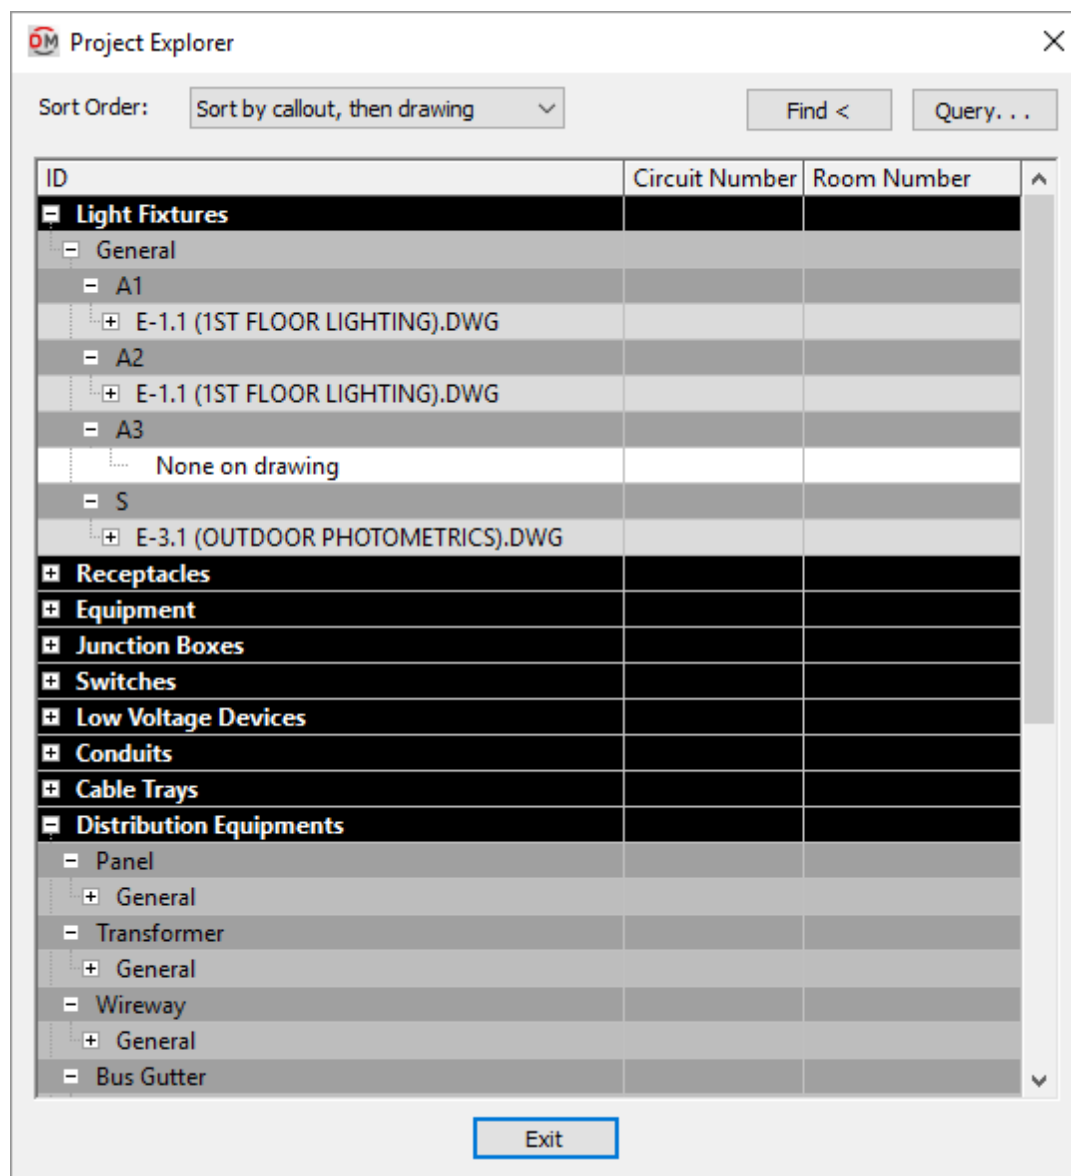 DM Project Explorer
Sort Order: Sort by callout, then drawing Find < Query. . .
ID Circuit Number Room Number
Light Fixtures
General
A1
E-1.1 (1ST FLOOR LIGHTING).DWG
A2
E-1.1 (1ST FLOOR LIGHTING).DWG
A3
None on drawing
S
E-3.1 (OUTDOOR PHOTOMETRICS).DWG
Receptacles
Equipment
Junction Boxes
Switches
Low Voltage Devices
Conduits
Cable Trays
Distribution Equipments
Panel
General
Transformer
General
Wireway
General
Bus Gutter
Exit